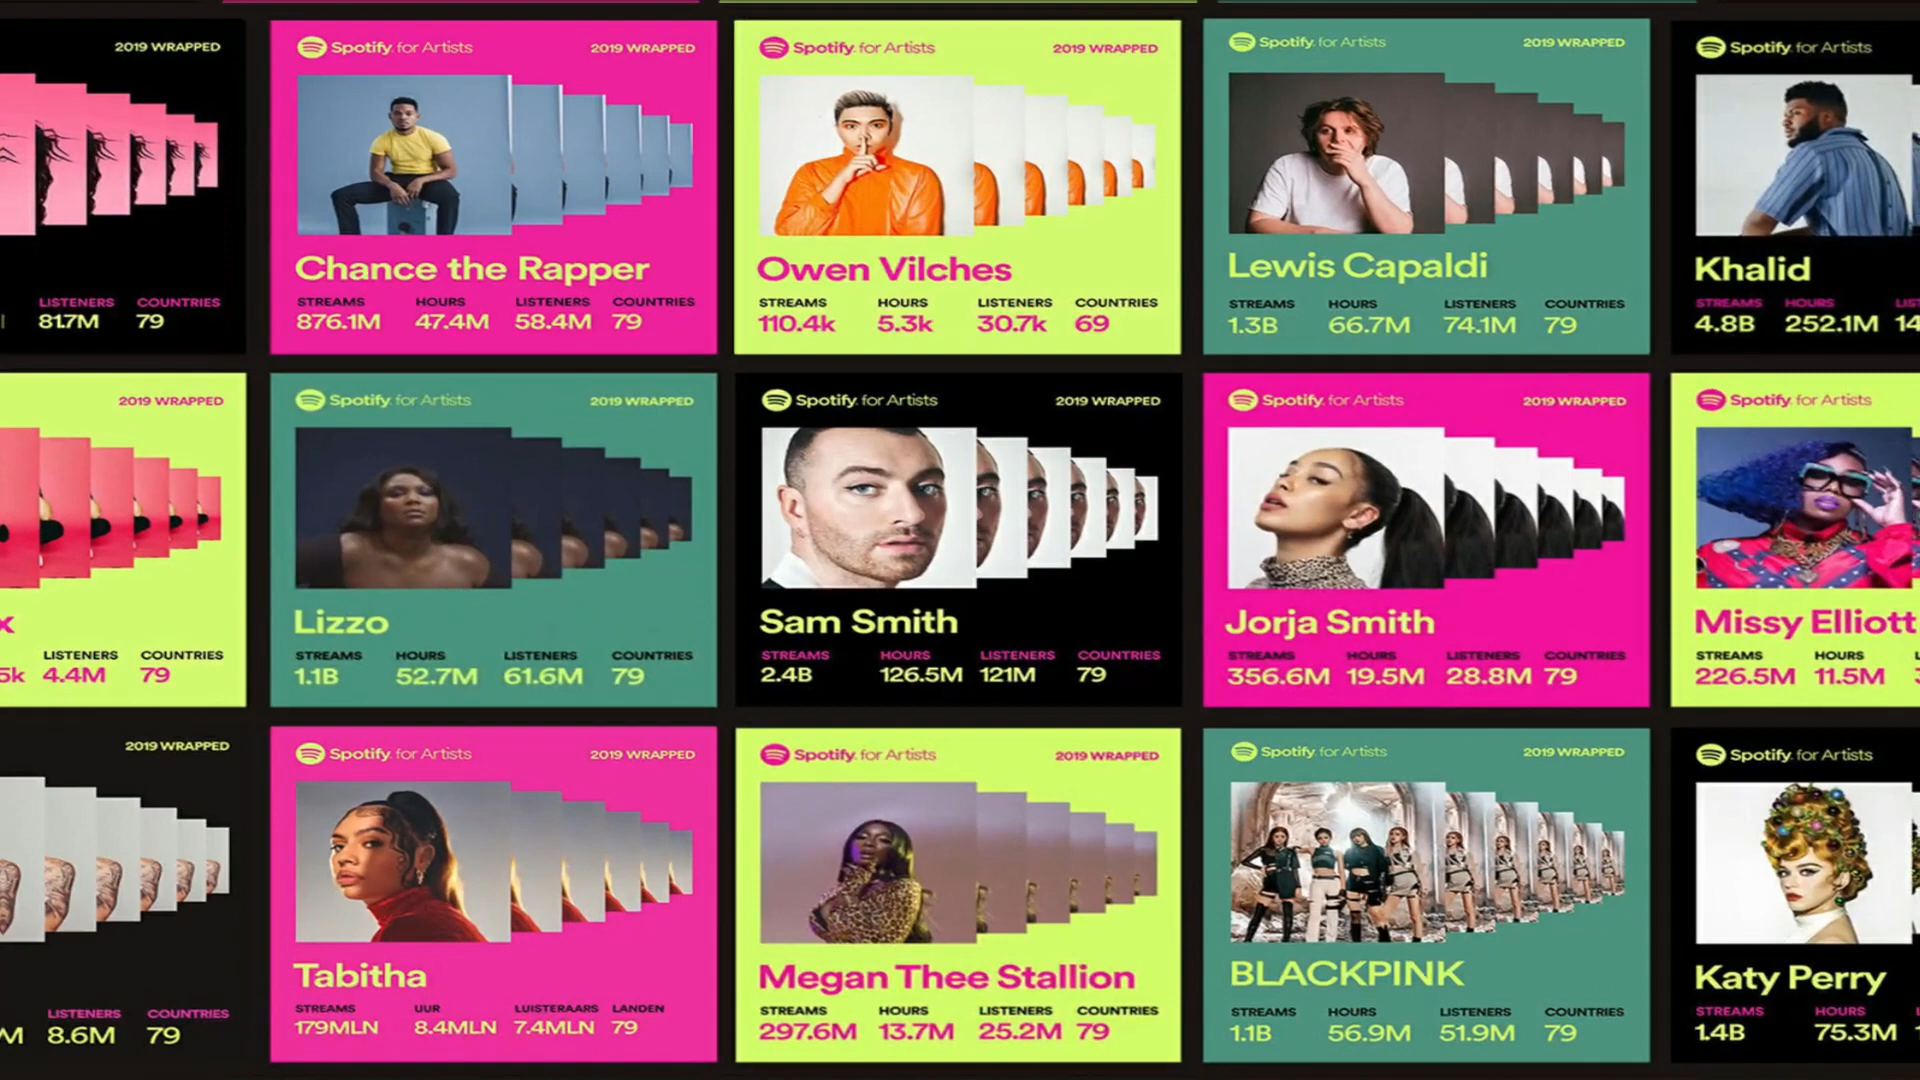 2019 WRAPPED
LISTENERS COUNTRIES
81.7M 79
Spotify for Artists 2019 WRAPPED
Chance the Rapper
STREAMS HOURS LISTENERS COUNTRIES
876.1M 47.4M 58.4M 79
Spotify for Artists 2019 WRAPPED
Owen Vilches
STREAMS HOURS LISTENERS COUNTRIES
110.4k 5.3k 30.7k 69
Spotify for Artists 2019 WRAPPED
Lewis Capaldi
STREAMS HOURS LISTENERS COUNTRIES
1.3B 66.7M 74.1M 79
Spotify for Artists
Khalid
STREAMS HOURS
4.8B 252.1M
2019 WRAPPED
LISTENERS COUNTRIES
4.4M 79
Spotify for Artists 2019 WRAPPED
Lizzo
STREAMS HOURS LISTENERS COUNTRIES
1.1B 52.7M 61.6M 79
Spotify for Artists 2019 WRAPPED
Sam Smith
STREAMS HOURS LISTENERS COUNTRIES
2.4B 126.5M 121M 79
Spotify for Artists 2019 WRAPPED
Jorja Smith
STREAMS HOURS LISTENERS COUNTRIES
356.6M 19.5M 28.8M 79
Spotify for Artists
Missy Elliott
STREAMS HOURS
226.5M 11.5M
2019 WRAPPED
LISTENERS COUNTRIES
8.6M 79
Spotify for Artists 2019 WRAPPED
Tabitha
STREAMS UUR LUISTERAARS LANDEN
179MLN 8.4MLN 7.4MLN 79
Spotify for Artists 2019 WRAPPED
Megan Thee Stallion
STREAMS HOURS LISTENERS COUNTRIES
297.6M 13.7M 25.2M 79
Spotify for Artists 2019 WRAPPED
BLACKPINK
STREAMS HOURS LISTENERS COUNTRIES
1.1B 56.9M 51.9M 79
Spotify for Artists
Katy Perry
STREAMS HOURS
1.4B 75.3M